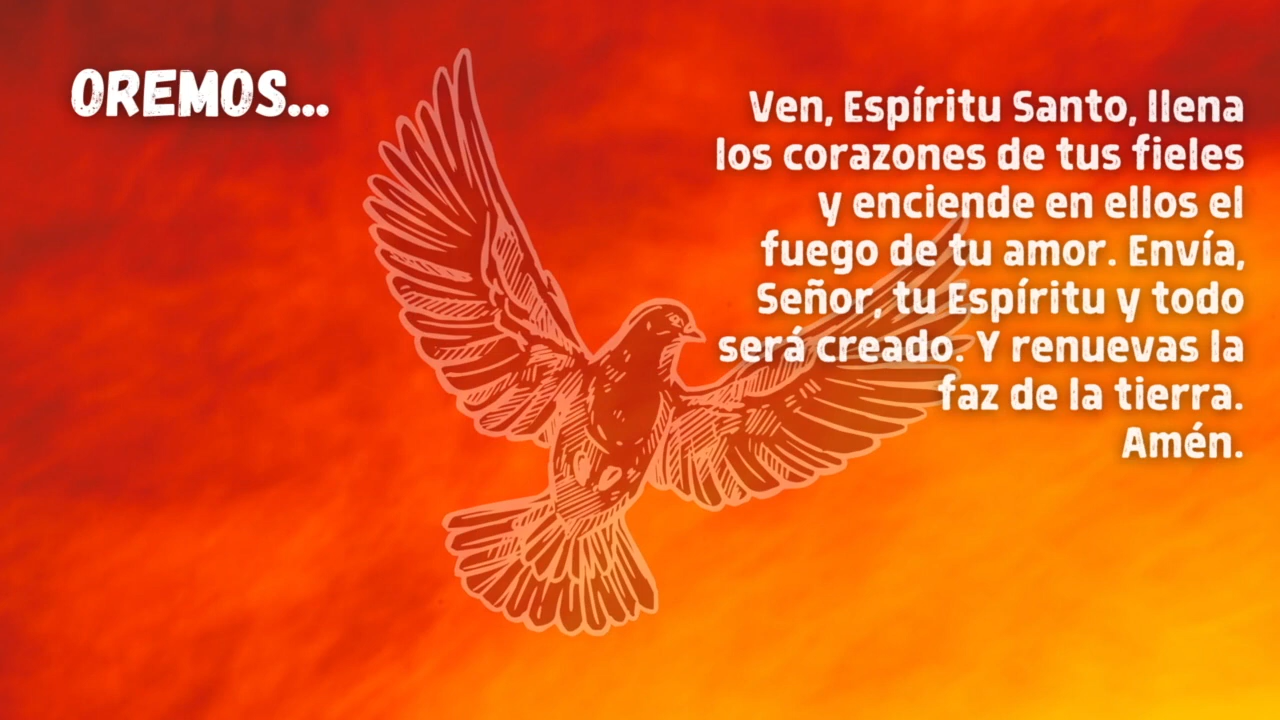 OREMOS...
Ven, Espíritu Santo, llena
los corazones de tus fieles
y enciende en ellos el
fuego de tu amor. Envía,
Señor, tu Espíritu y todo
será creado. Y renuevas la
faz de la tierra.
Amén.